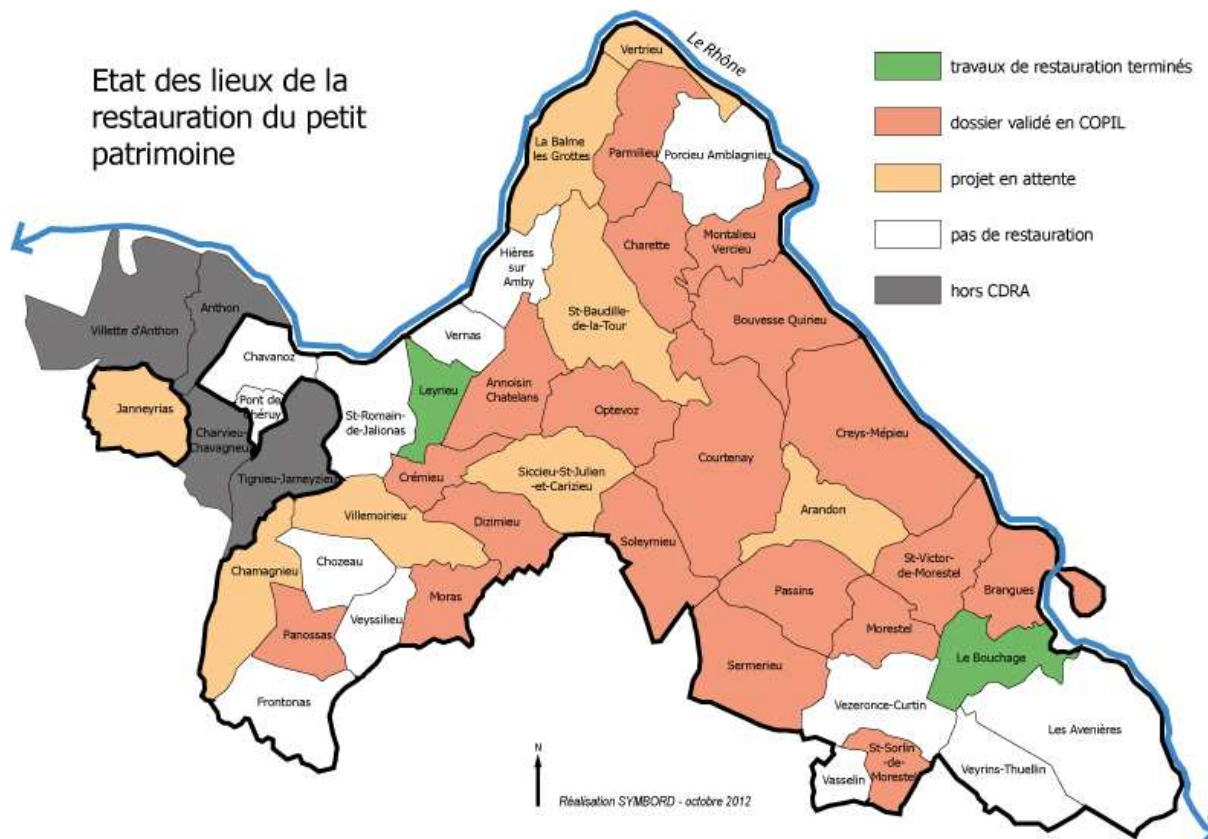 Etat des lieux de la
restauration du petit
patrimoine
Le Rhône
travaux de restauration terminés
dossier validé en COPIL
projet en attente
pas de restauration
hors CDRA
Vertrieu
La Balme
les Grottes
Parmilieu
Porcieu Amblagnieu
Charette
Montalieu
Vercieu
Hières
sur
Amby
St-Baudille-
de-la-Tour
Bouvesse Quirieu
Anthon
Villette d'Anthon
Chavanoz
Vernas
Leyrieu
Annoisin
Chatelans
Optevoz
Janneyrias
Pont de
Chéruy
St-Romain-
de-Jalionas
Charvieu-
Chavagneu
Tignieu-Jameyzieu
Crémieu
Siccieu-St-Julien
-et-Carizieu
Courtenay
Creys-Mépieu
Arandon
Villemoirieu
Dizimieu
Soleymieu
Chozeau
Chamagnieu
St-Victor-
de-Morestel
Brangues
Passins
Moras
Veyssilieu
Panossas
Morestel
Le Bouchage
Sermerieu
Frontonas
Vezeronce-Curtin
Les Avenières
St-Sorlin
-de-
Morestel
Vasselin
Veyrins-Thuellin
N
Réalisation SYMBORD - octobre 2012